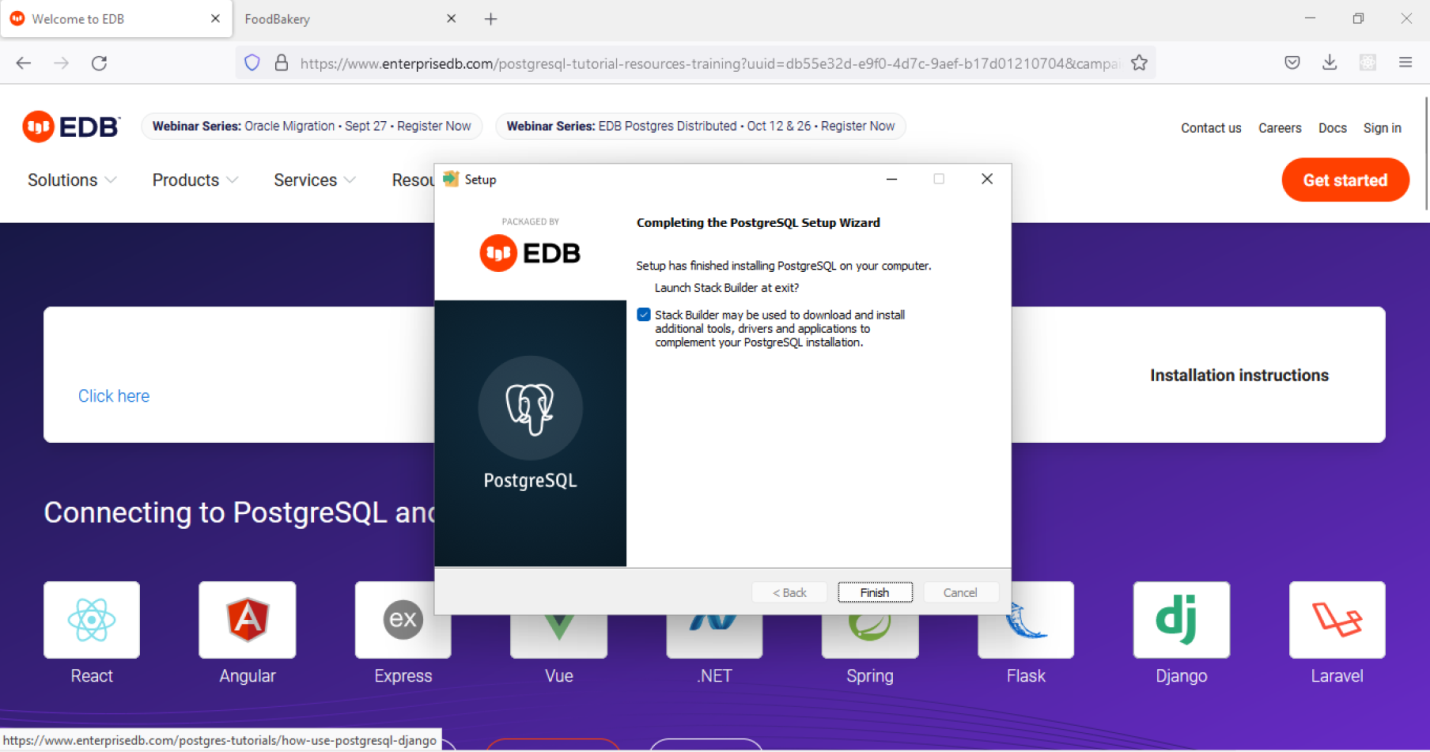 Welcome to EDB
FoodBakery
https://www.enterprisedb.com/postgresql-tutorial-resources-training?uuid=db55e32d-e9f0-4d7c-9aef-b17d01210704&campai
EDB
Webinar Series: Oracle Migration • Sept 27 • Register Now
Webinar Series: EDB Postgres Distributed • Oct 12 & 26 • Register Now
Contact us
Careers
Docs
Sign in
Solutions
Products
Services
Resou
Get started
Setup
PACKAGED BY
EDB
PostgreSQL
Completing the PostgreSQL Setup Wizard
Setup has finished installing PostgreSQL on your computer.
Launch Stack Builder at exit?
Stack Builder may be used to download and install
additional tools, drivers and applications to
complement your PostgreSQL installation.
< Back
Finish
Cancel
Click here
Installation instructions
Connecting to PostgreSQL and
ex
dj
React
Angular
Express
Vue
.NET
Spring
Flask
Django
Laravel
https://www.enterprisedb.com/postgres-tutorials/how-use-postgresql-django